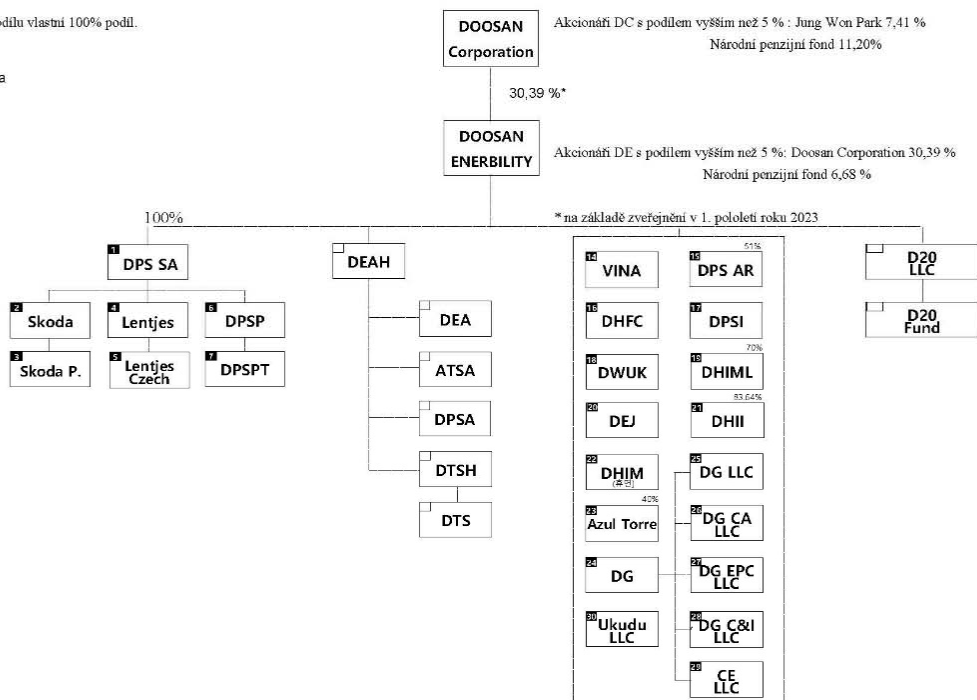 odílu vlastní 100% podíl.
a
DOOSAN
Corporation
Akcionáři DC s podílem vyšším než 5 % : Jung Won Park 7,41 %
Národní penzijní fond 11,20%
30,39 %*
DOOSAN
ENERBILITY
Akcionáři DE s podílem vyšším než 5 %: Doosan Corporation 30,39 %
Národní penzijní fond 6,68 %
100%
* na základě zveřejnění v 1. pololetí roku 2023
1
DPS SA
2
Skoda
4
Lentjes
6
DPSP
3
Skoda P.
5
Lentjes
Czech
7
DPSPT
DEAH
DEA
ATSA
DPSA
DTSH
DTS
14
VINA
51%
15
DPS AR
16
DHFC
17
DPSI
18
DWUK
70%
19
DHIML
20
DEJ
83.64%
21
DHII
22
DHIM
(휴면)
25
DG LLC
40%
23
Azul Torre
26
DG CA
LLC
24
DG
27
DG EPC
LLC
30
Ukudu
LLC
28
DG C&I
LLC
29
CE
LLC
D20
LLC
D20
Fund